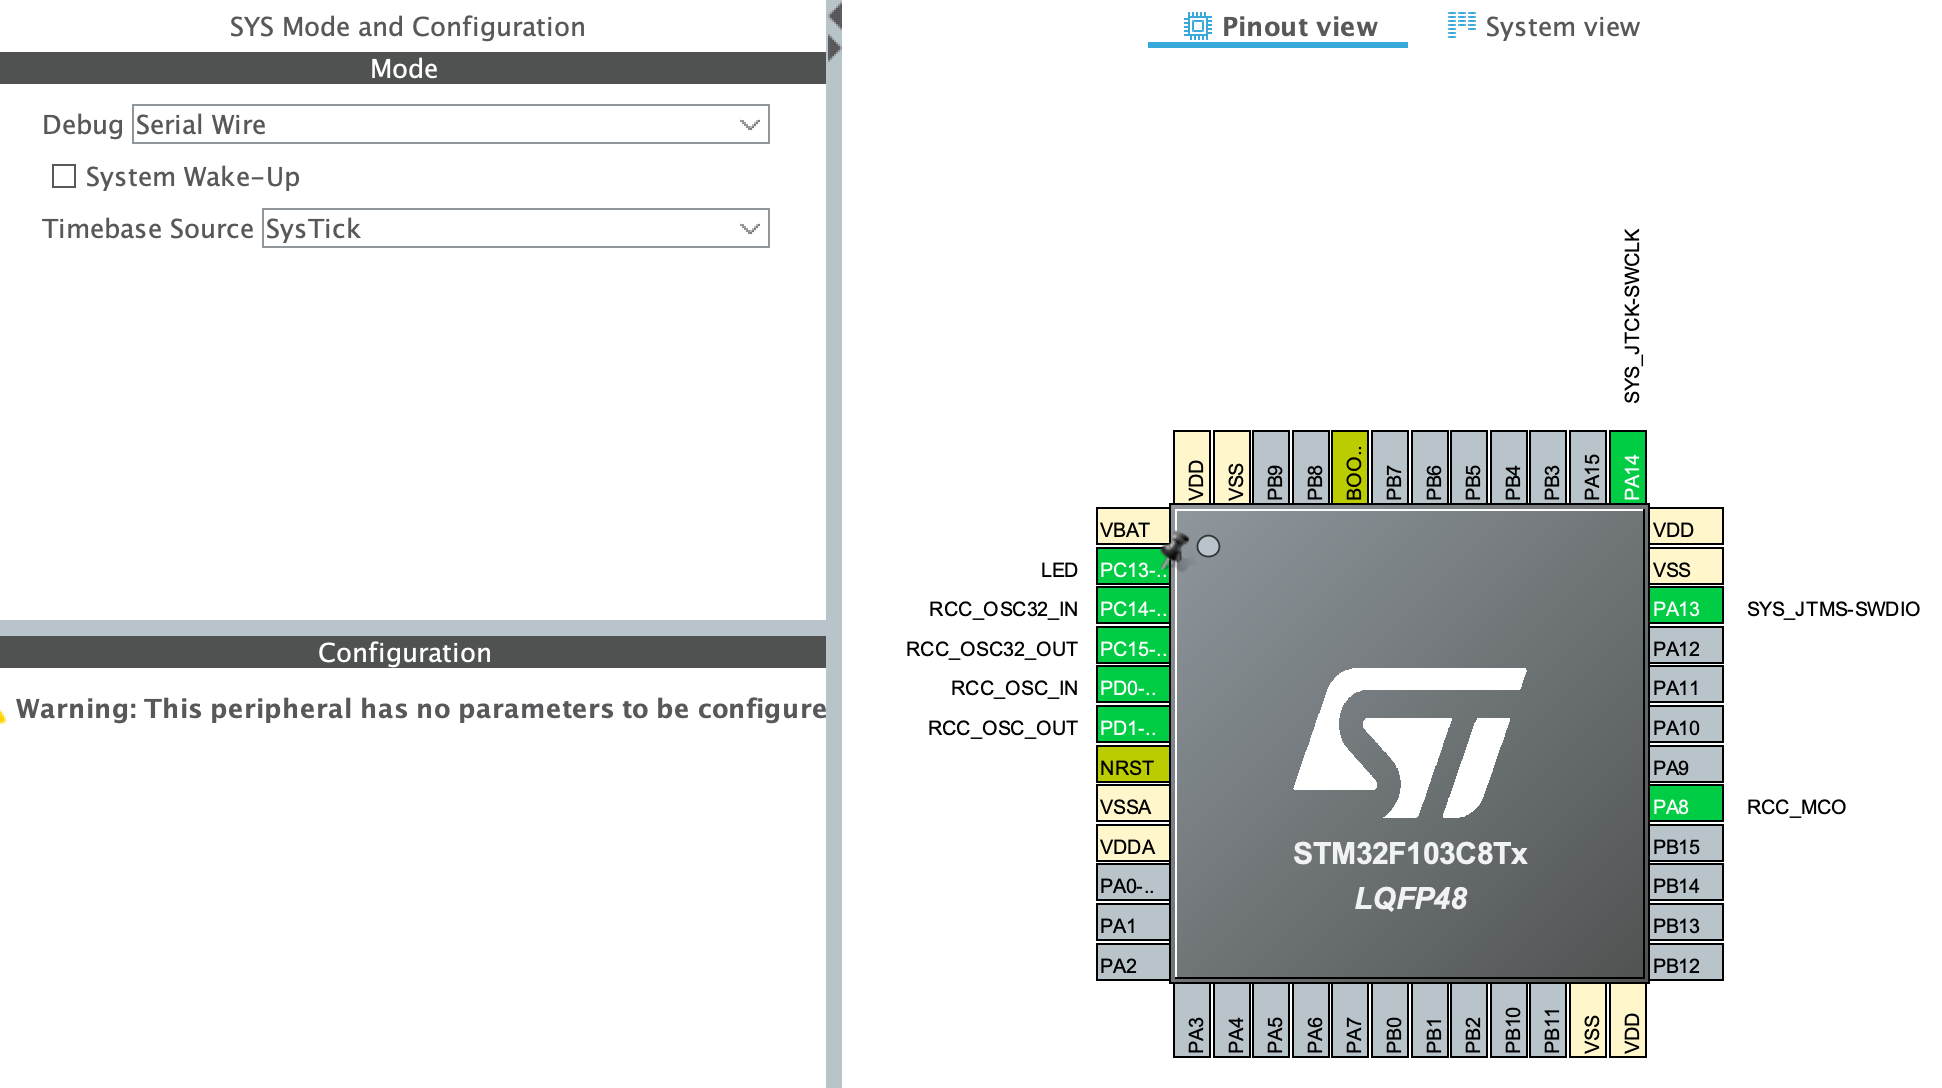 SYS Mode and Configuration
Mode
Debug Serial Wire
System Wake-Up
Timebase Source SysTick
Configuration
Warning: This peripheral has no parameters to be configure
Pinout view
System view
SYS_JTCK-SWCLK
VDD
VSS
PB9
PB8
BOO..
PB7
PB6
PB5
PB4
PB3
PA15
PA14
VBAT
LED PC13-..
RCC_OSC32_IN PC14-..
RCC_OSC32_OUT PC15-..
RCC_OSC_IN PD0-..
RCC_OSC_OUT PD1-..
NRST
VSSA
VDDA
PA0-..
PA1
PA2
ST
STM32F103C8Tx
LQFP48
VDD
VSS
PA13 SYS_JTMS-SWDIO
PA12
PA11
PA10
PA9
PA8 RCC_MCO
PB15
PB14
PB13
PB12
PA3
PA4
PA5
PA6
PA7
PB0
PB1
PB2
PB10
PB11
VSS
VDD